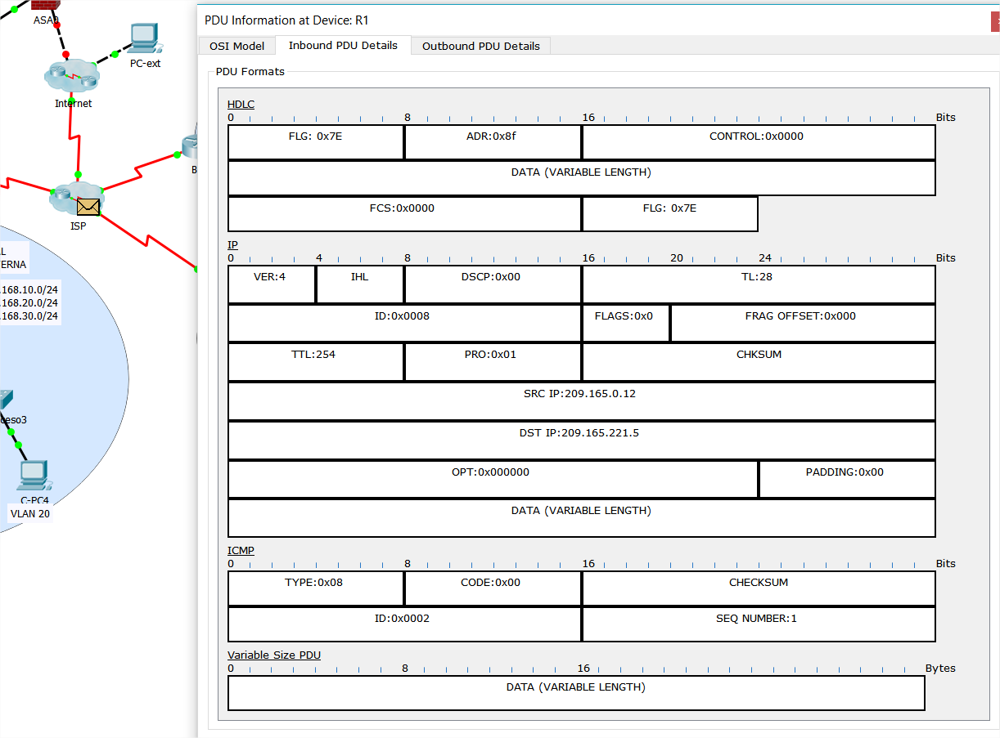 ASA0
PC-ext
Internet
B
ISP
L
ERNA
.168.10.0/24
.168.20.0/24
.168.30.0/24
ceso3
C-PC4
VLAN 20
PDU Information at Device: R1
OSI Model Inbound PDU Details Outbound PDU Details
PDU Formats
HDLC
0 8 16 Bits
FLG: 0x7E ADR:0x8f CONTROL:0x0000
DATA (VARIABLE LENGTH)
FCS:0x0000 FLG: 0x7E
IP
0 4 8 16 20 24 Bits
VER:4 IHL DSCP:0x00 TL:28
ID:0x0008 FLAGS:0x0 FRAG OFFSET:0x000
TTL:254 PRO:0x01 CHKSUM
SRC IP:209.165.0.12
DST IP:209.165.221.5
OPT:0x000000 PADDING:0x00
DATA (VARIABLE LENGTH)
ICMP
0 8 16 Bits
TYPE:0x08 CODE:0x00 CHECKSUM
ID:0x0002 SEQ NUMBER:1
Variable Size PDU
0 8 16 Bytes
DATA (VARIABLE LENGTH)